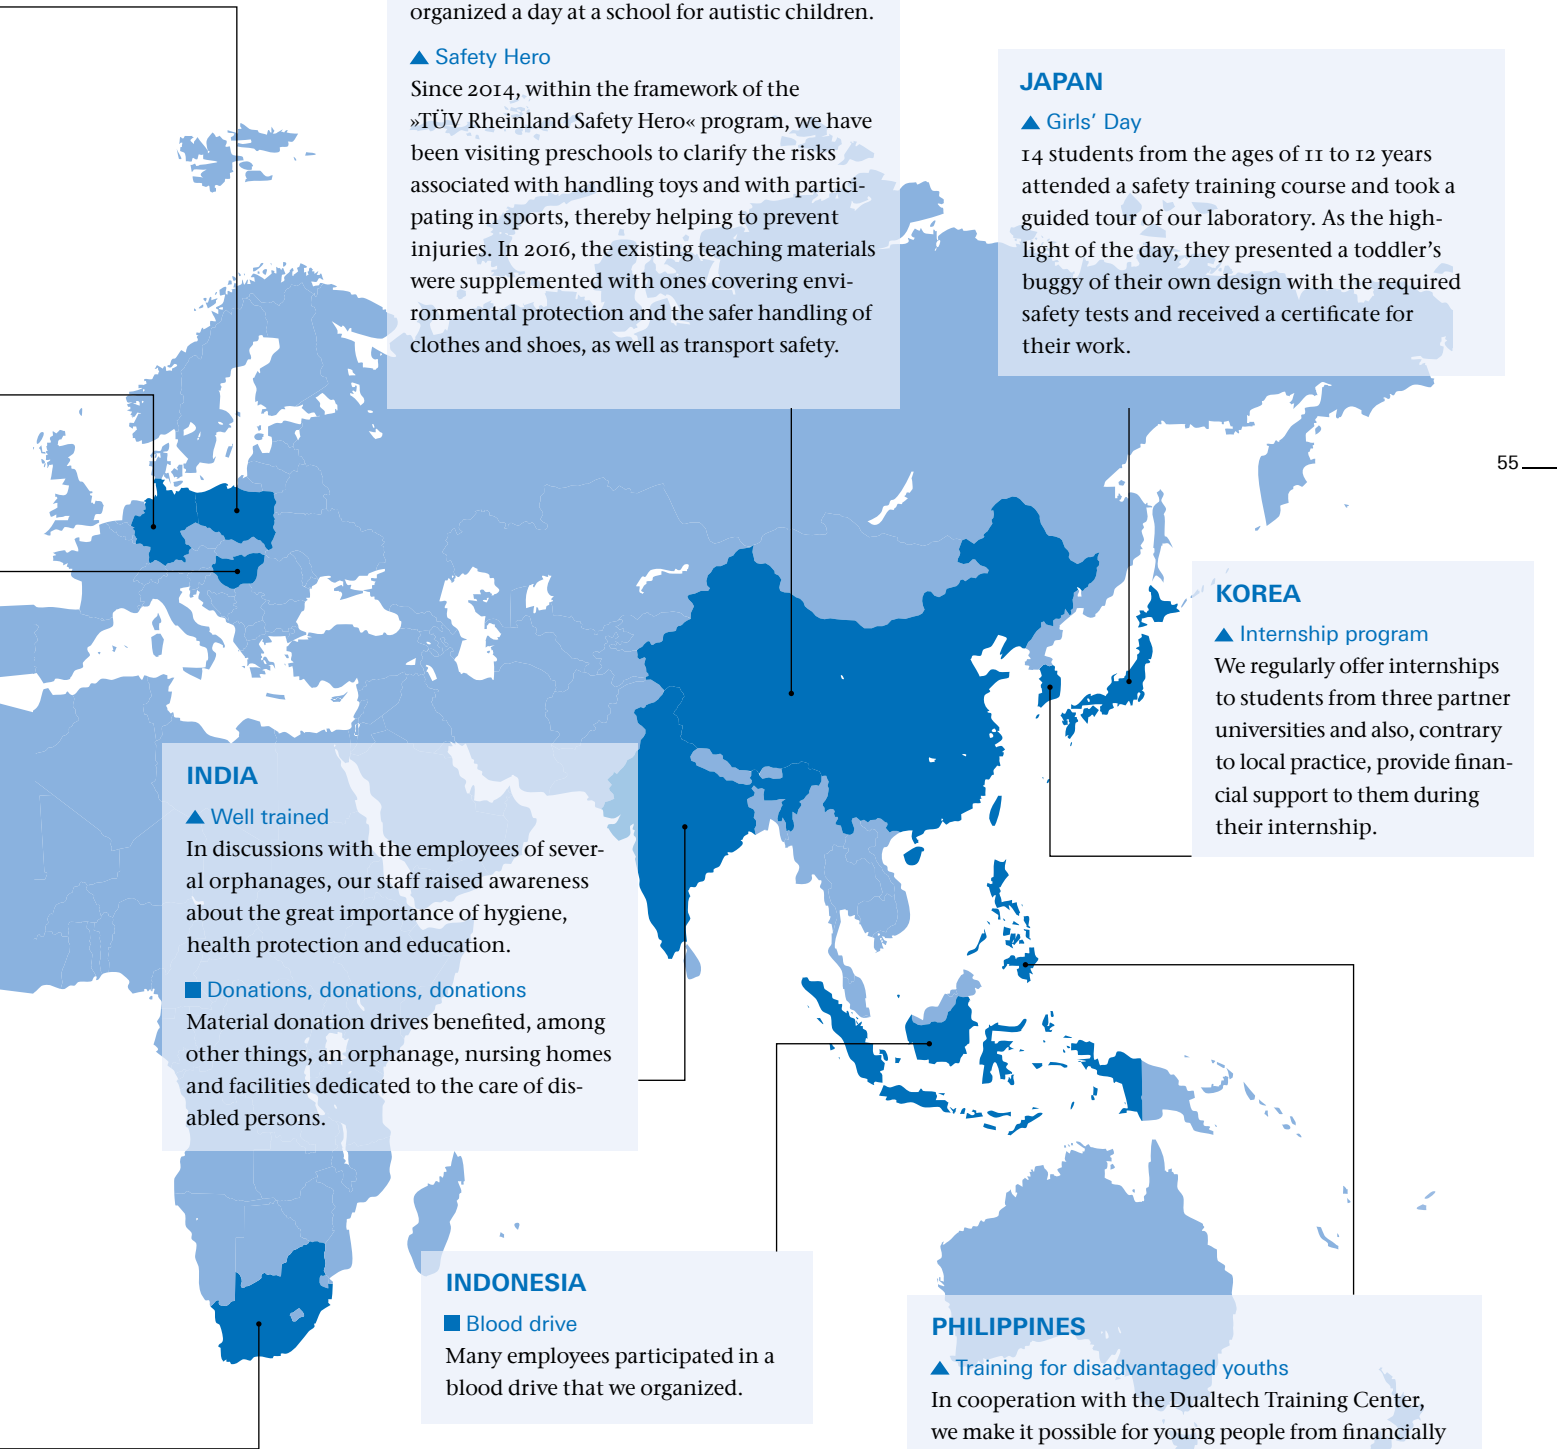 organized a day at a school for autistic children.
▲ Safety Hero
Since 2014, within the framework of the
»TÜV Rheinland Safety Hero« program, we have
been visiting preschools to clarify the risks
associated with handling toys and with partici-
pating in sports, thereby helping to prevent
injuries. In 2016, the existing teaching materials
were supplemented with ones covering envi-
ronmental protection and the safer handling of
clothes and shoes, as well as transport safety.
JAPAN
▲ Girls’ Day
14 students from the ages of 11 to 12 years
attended a safety training course and took a
guided tour of our laboratory. As the high-
light of the day, they presented a toddler’s
buggy of their own design with the required
safety tests and received a certificate for
their work.
55
KOREA
▲ Internship program
We regularly offer internships
to students from three partner
universities and also, contrary
to local practice, provide finan-
cial support to them during
their internship.
INDIA
▲ Well trained
In discussions with the employees of sever-
al orphanages, our staff raised awareness
about the great importance of hygiene,
health protection and education.
■ Donations, donations, donations
Material donation drives benefited, among
other things, an orphanage, nursing homes
and facilities dedicated to the care of dis-
abled persons.
INDONESIA
■ Blood drive
Many employees participated in a
blood drive that we organized.
PHILIPPINES
▲ Training for disadvantaged youths
In cooperation with the Dualtech Training Center,
we make it possible for young people from financially